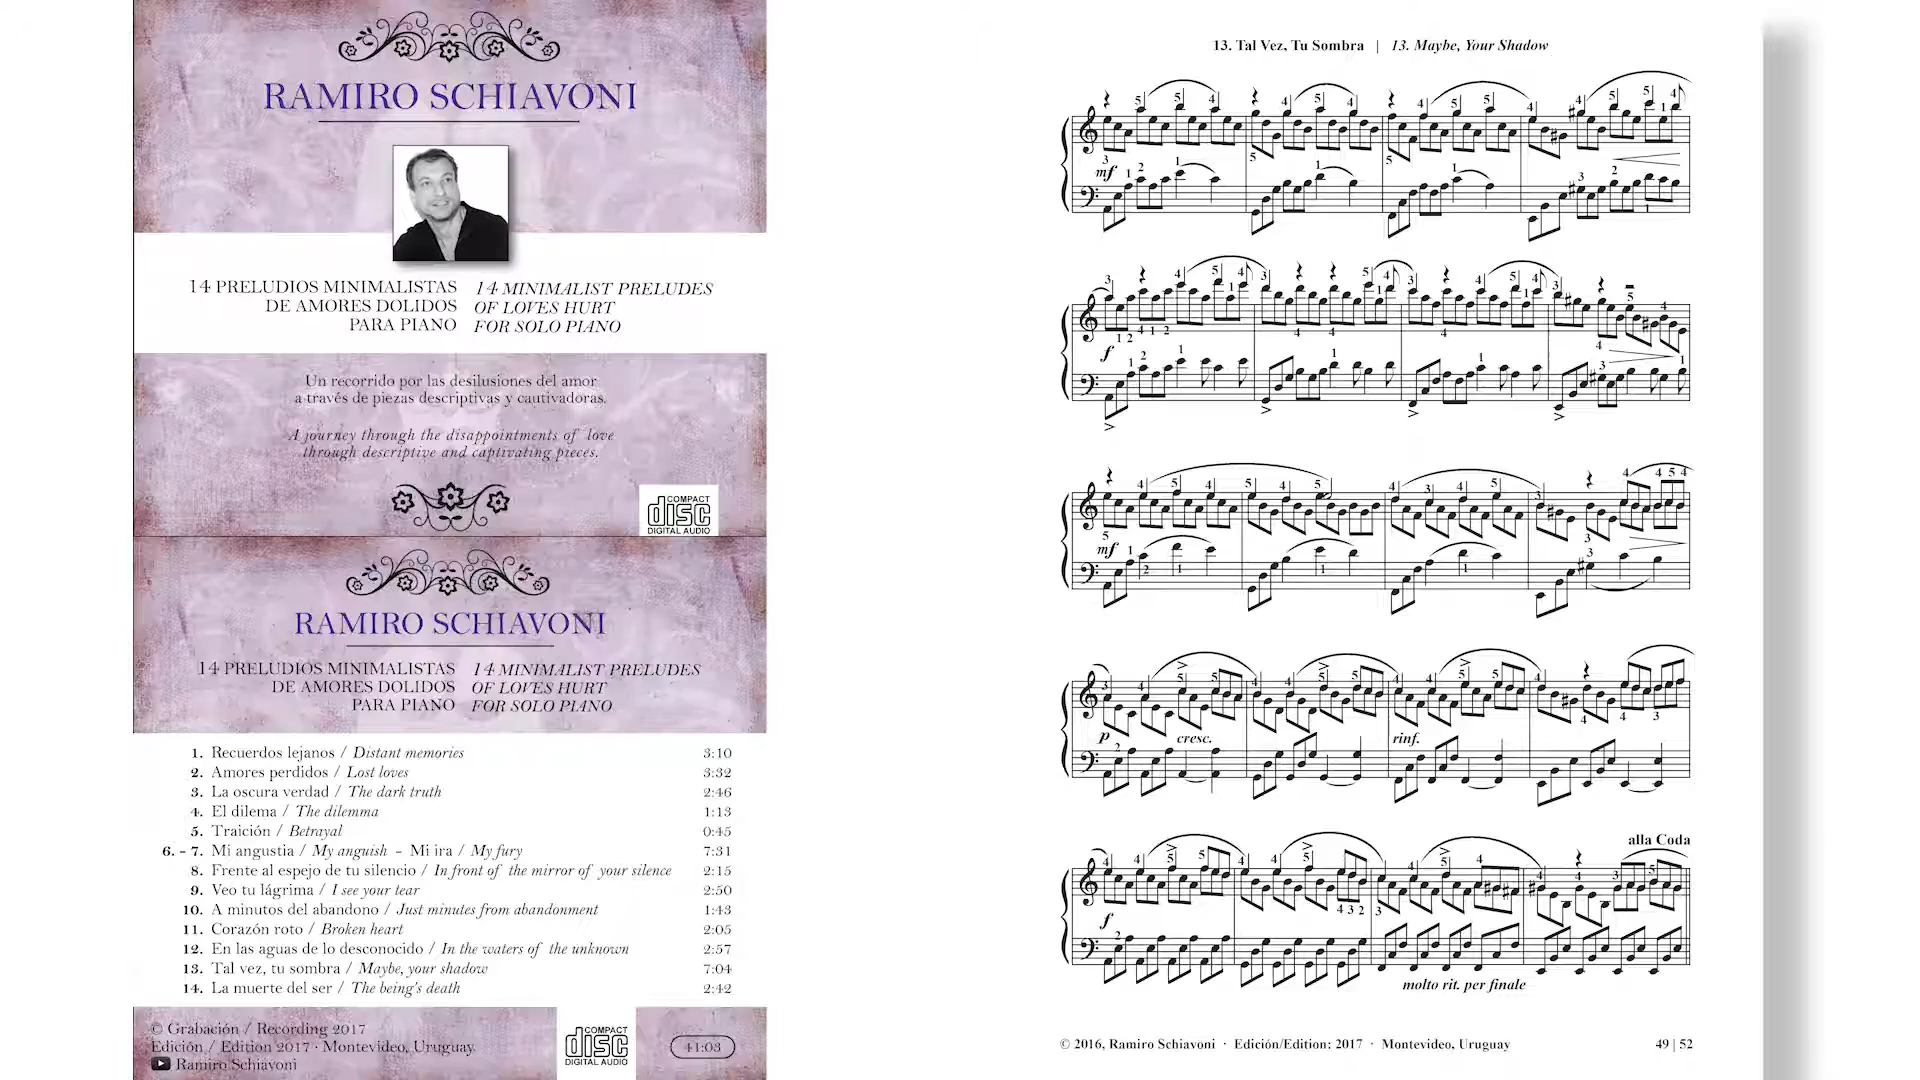 RAMIRO SCHIAVONI
14 PRELUDIOS MINIMALISTAS
DE AMORES DOLIDOS
PARA PIANO
14 MINIMALIST PRELUDES
OF LOVES HURT
FOR SOLO PIANO
Un recorrido por las desilusiones del amor
a través de piezas descriptivas y cautivadoras.
A journey through the disappointments of love
through descriptive and captivating pieces.
COMPACT
disc
DIGITAL AUDIO
RAMIRO SCHIAVONI
14 PRELUDIOS MINIMALISTAS
DE AMORES DOLIDOS
PARA PIANO
14 MINIMALIST PRELUDES
OF LOVES HURT
FOR SOLO PIANO
1. Recuerdos lejanos / Distant memories 3:10
2. Amores perdidos / Lost loves 3:32
3. La oscura verdad / The dark truth 2:46
4. El dilema / The dilemma 1:13
5. Traición / Betrayal 0:45
6. - 7. Mi angustia / My anguish - Mi ira / My fury 7:31
8. Frente al espejo de tu silencio / In front of the mirror of your silence 2:15
9. Veo tu lágrima / I see your tear 2:50
10. A minutos del abandono / Just minutes from abandonment 1:43
11. Corazón roto / Broken heart 2:05
12. En las aguas de lo desconocido / In the waters of the unknown 2:57
13. Tal vez, tu sombra / Maybe, your shadow 7:04
14. La muerte del ser / The being's death 2:42
© Grabación / Recording 2017
Edición / Edition 2017 · Montevideo, Uruguay.
Ramiro Schiavoni
COMPACT
disc
DIGITAL AUDIO
41:03
13. Tal Vez, Tu Sombra | 13. Maybe, Your Shadow
mf
f
mf
p cresc. rinf.
alla Coda
f
molto rit. per finale
© 2016, Ramiro Schiavoni · Edición/Edition: 2017 · Montevideo, Uruguay
49 | 52